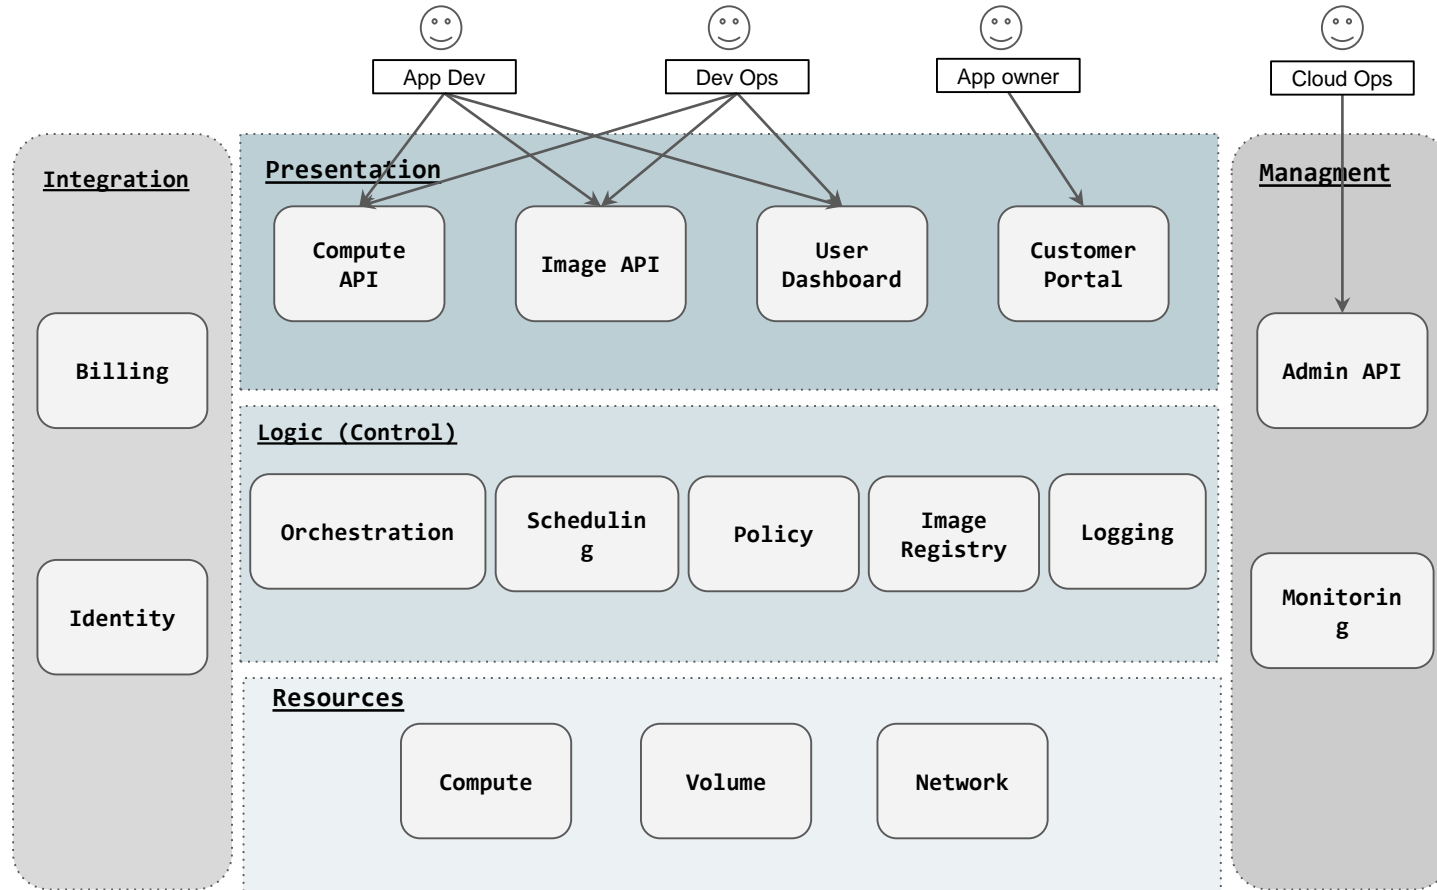 App Dev
Dev Ops
App owner
Cloud Ops
Integration
Presentation
Managment
Compute
API
Image API
User
Dashboard
Customer
Portal
Billing
Admin API
Logic (Control)
Orchestration
Schedulin
g
Policy
Image
Registry
Logging
Identity
Monitorin
g
Resources
Compute
Volume
Network